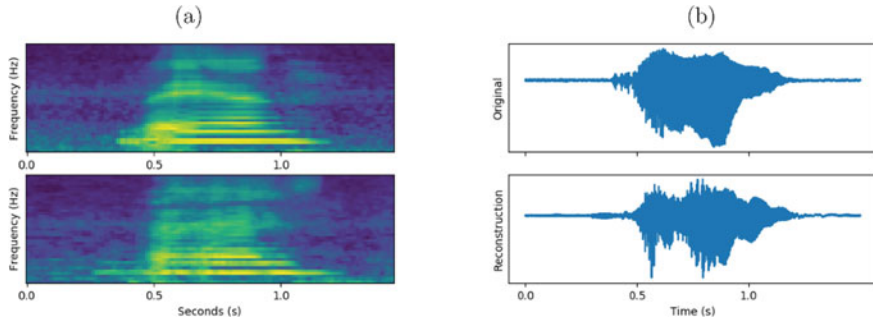 (a)
(b)
Frequency (Hz)
0.0 0.5 1.0
Frequency (Hz)
0.0 0.5 1.0
Seconds (s)
Original
Reconstruction
0.0 0.5 1.0
Time (s)